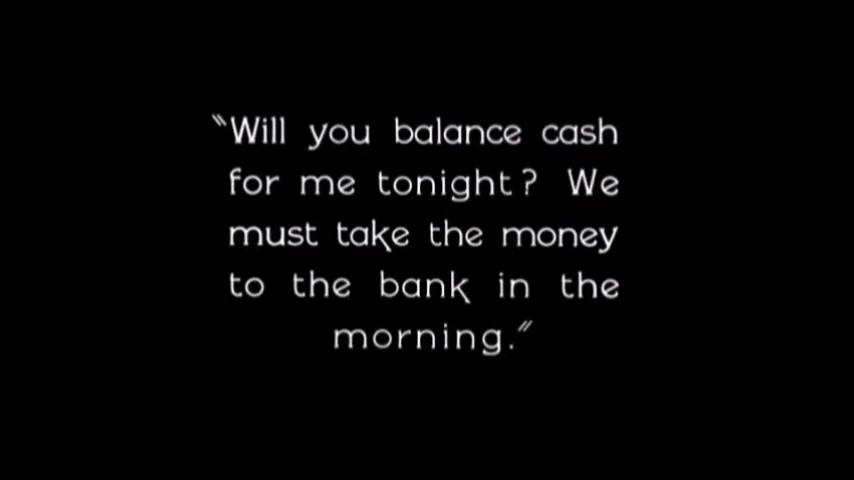 "Will you balance cash
for me tonight? We
must take the money
to the bank in the
morning."